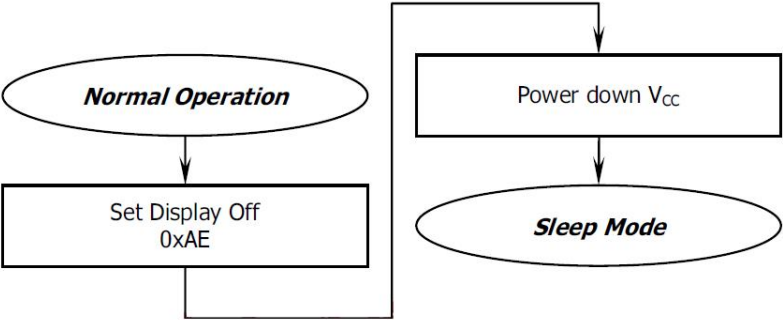 Normal Operation
Set Display Off
0xAE
Power down VCC
Sleep Mode